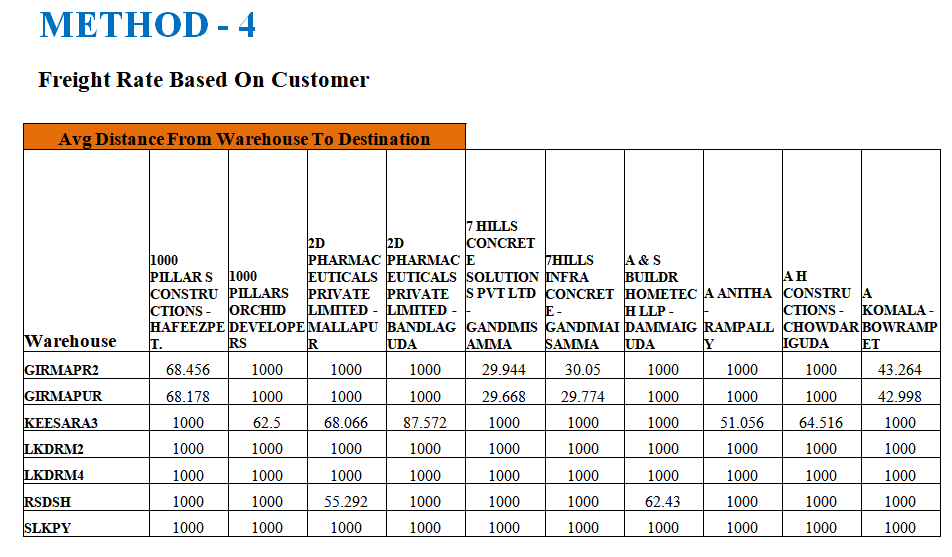 METHOD - 4
Freight Rate Based On Customer
Avg Distance From Warehouse To Destination
Warehouse
1000
PILLAR S
CONSTRU
CTIONS -
HAFEEZPE
T.
1000
PILLARS
ORCHID
DEVELOPE
RS
2D
PHARMAC
EUTICALS
PRIVATE
LIMITED -
MALLAPU
R
2D
PHARMAC
EUTICALS
PRIVATE
LIMITED -
BANDLAG
UDA
7 HILLS
CONCRET
E
SOLUTION
S PVT LTD
-
GANDIMIS
AMMA
7HILLS
INFRA
CONCRET
E -
GANDIMAI
SAMMA
A & S
BUILDR
HOMETEC
H LLP -
DAMMAIG
UDA
A ANITHA
-
RAMPALL
Y
A H
CONSTRU
CTIONS -
CHOWDAR
IGUDA
A
KOMALA -
BOWRAMP
ET
GIRMAPR2 68.456 1000 1000 1000 29.944 30.05 1000 1000 1000 43.264
GIRMAPUR 68.178 1000 1000 1000 29.668 29.774 1000 1000 1000 42.998
KEESARA3 1000 62.5 68.066 87.572 1000 1000 1000 51.056 64.516 1000
LKDRM2 1000 1000 1000 1000 1000 1000 1000 1000 1000 1000
LKDRM4 1000 1000 1000 1000 1000 1000 1000 1000 1000 1000
RSDSH 1000 1000 55.292 1000 1000 1000 62.43 1000 1000 1000
SLKPY 1000 1000 1000 1000 1000 1000 1000 1000 1000 1000